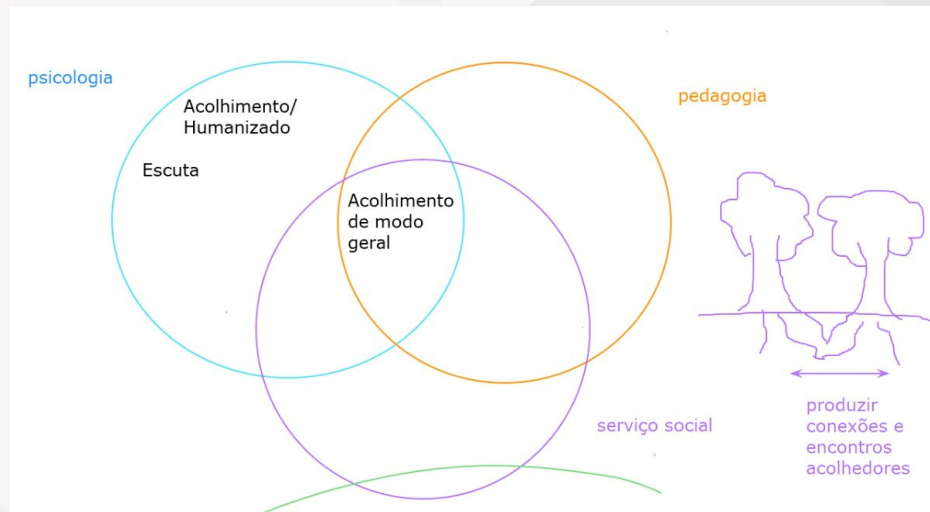 psicologia
Acolhimento/
Humanizado
Escuta
pedagogia
Acolhimento
de modo
geral
serviço social
produzir
conexões e
encontros
acolhedores